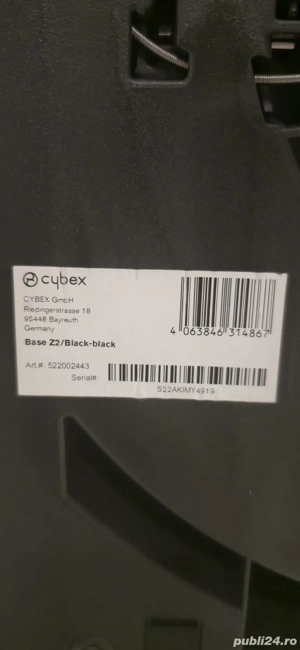 cybex
CYBEX GmbH
Riedingerstrasse 18
95448 Bayreuth
Germany
4 063846 314867
Base Z2/Black-black
Art.#: 522002443
Serial#
S22AKIMY4919
publi24.ro